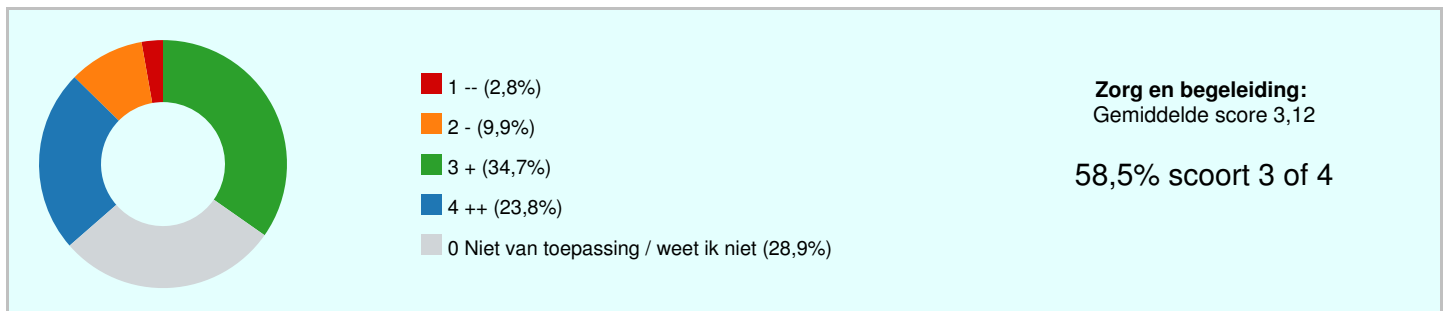 1 -- (2,8%)
2 - (9,9%)
3 + (34,7%)
4 ++ (23,8%)
0 Niet van toepassing / weet ik niet (28,9%)
Zorg en begeleiding:
Gemiddelde score 3,12
58,5% scoort 3 of 4